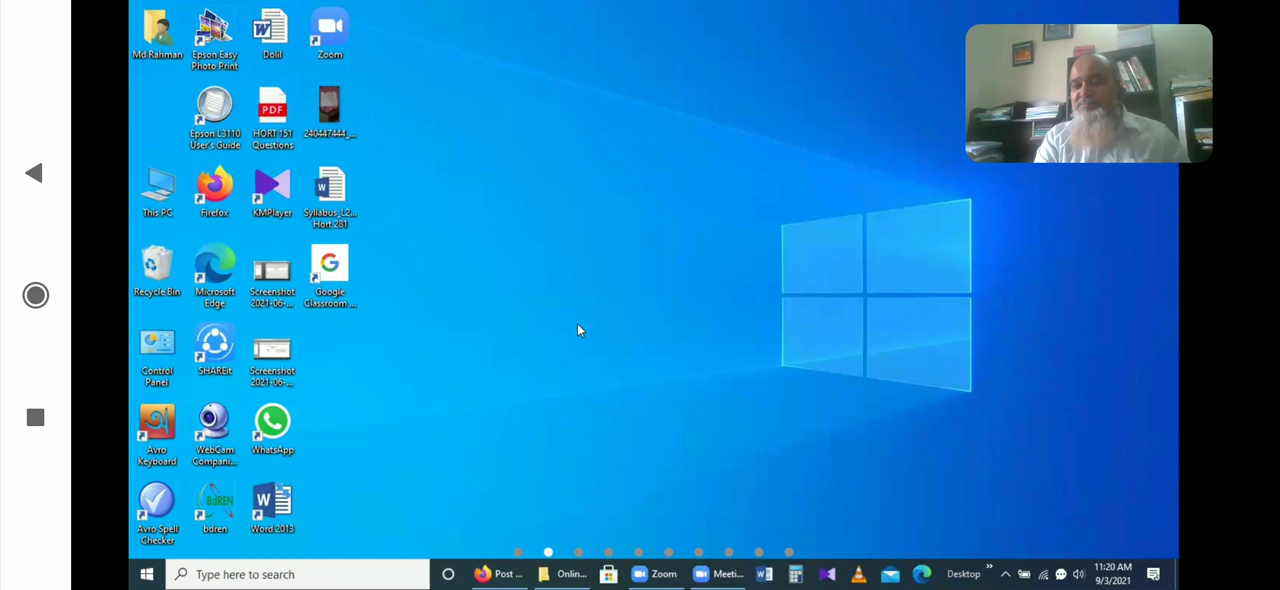 Md Rahman
Epson Easy
Photo Print
Dolil
Zoom
Epson L3110
User's Guide
PDF
HORT 151
Questions
240447444_...
This PC
Firefox
KMPlayer
Syllabus_L2...
Hort 281
Recycle Bin
Microsoft
Edge
Screenshot
2021-06-...
Google
Classroom ...
Control
Panel
SHAREit
Screenshot
2021-06-...
Avro
Keyboard
WebCam
Compani...
WhatsApp
Avro Spell
Checker
BdREN
bdren
Word 2013
Type here to search
Post ...
Onlin...
Zoom
Meeti...
Desktop
»
11:20 AM
9/3/2021